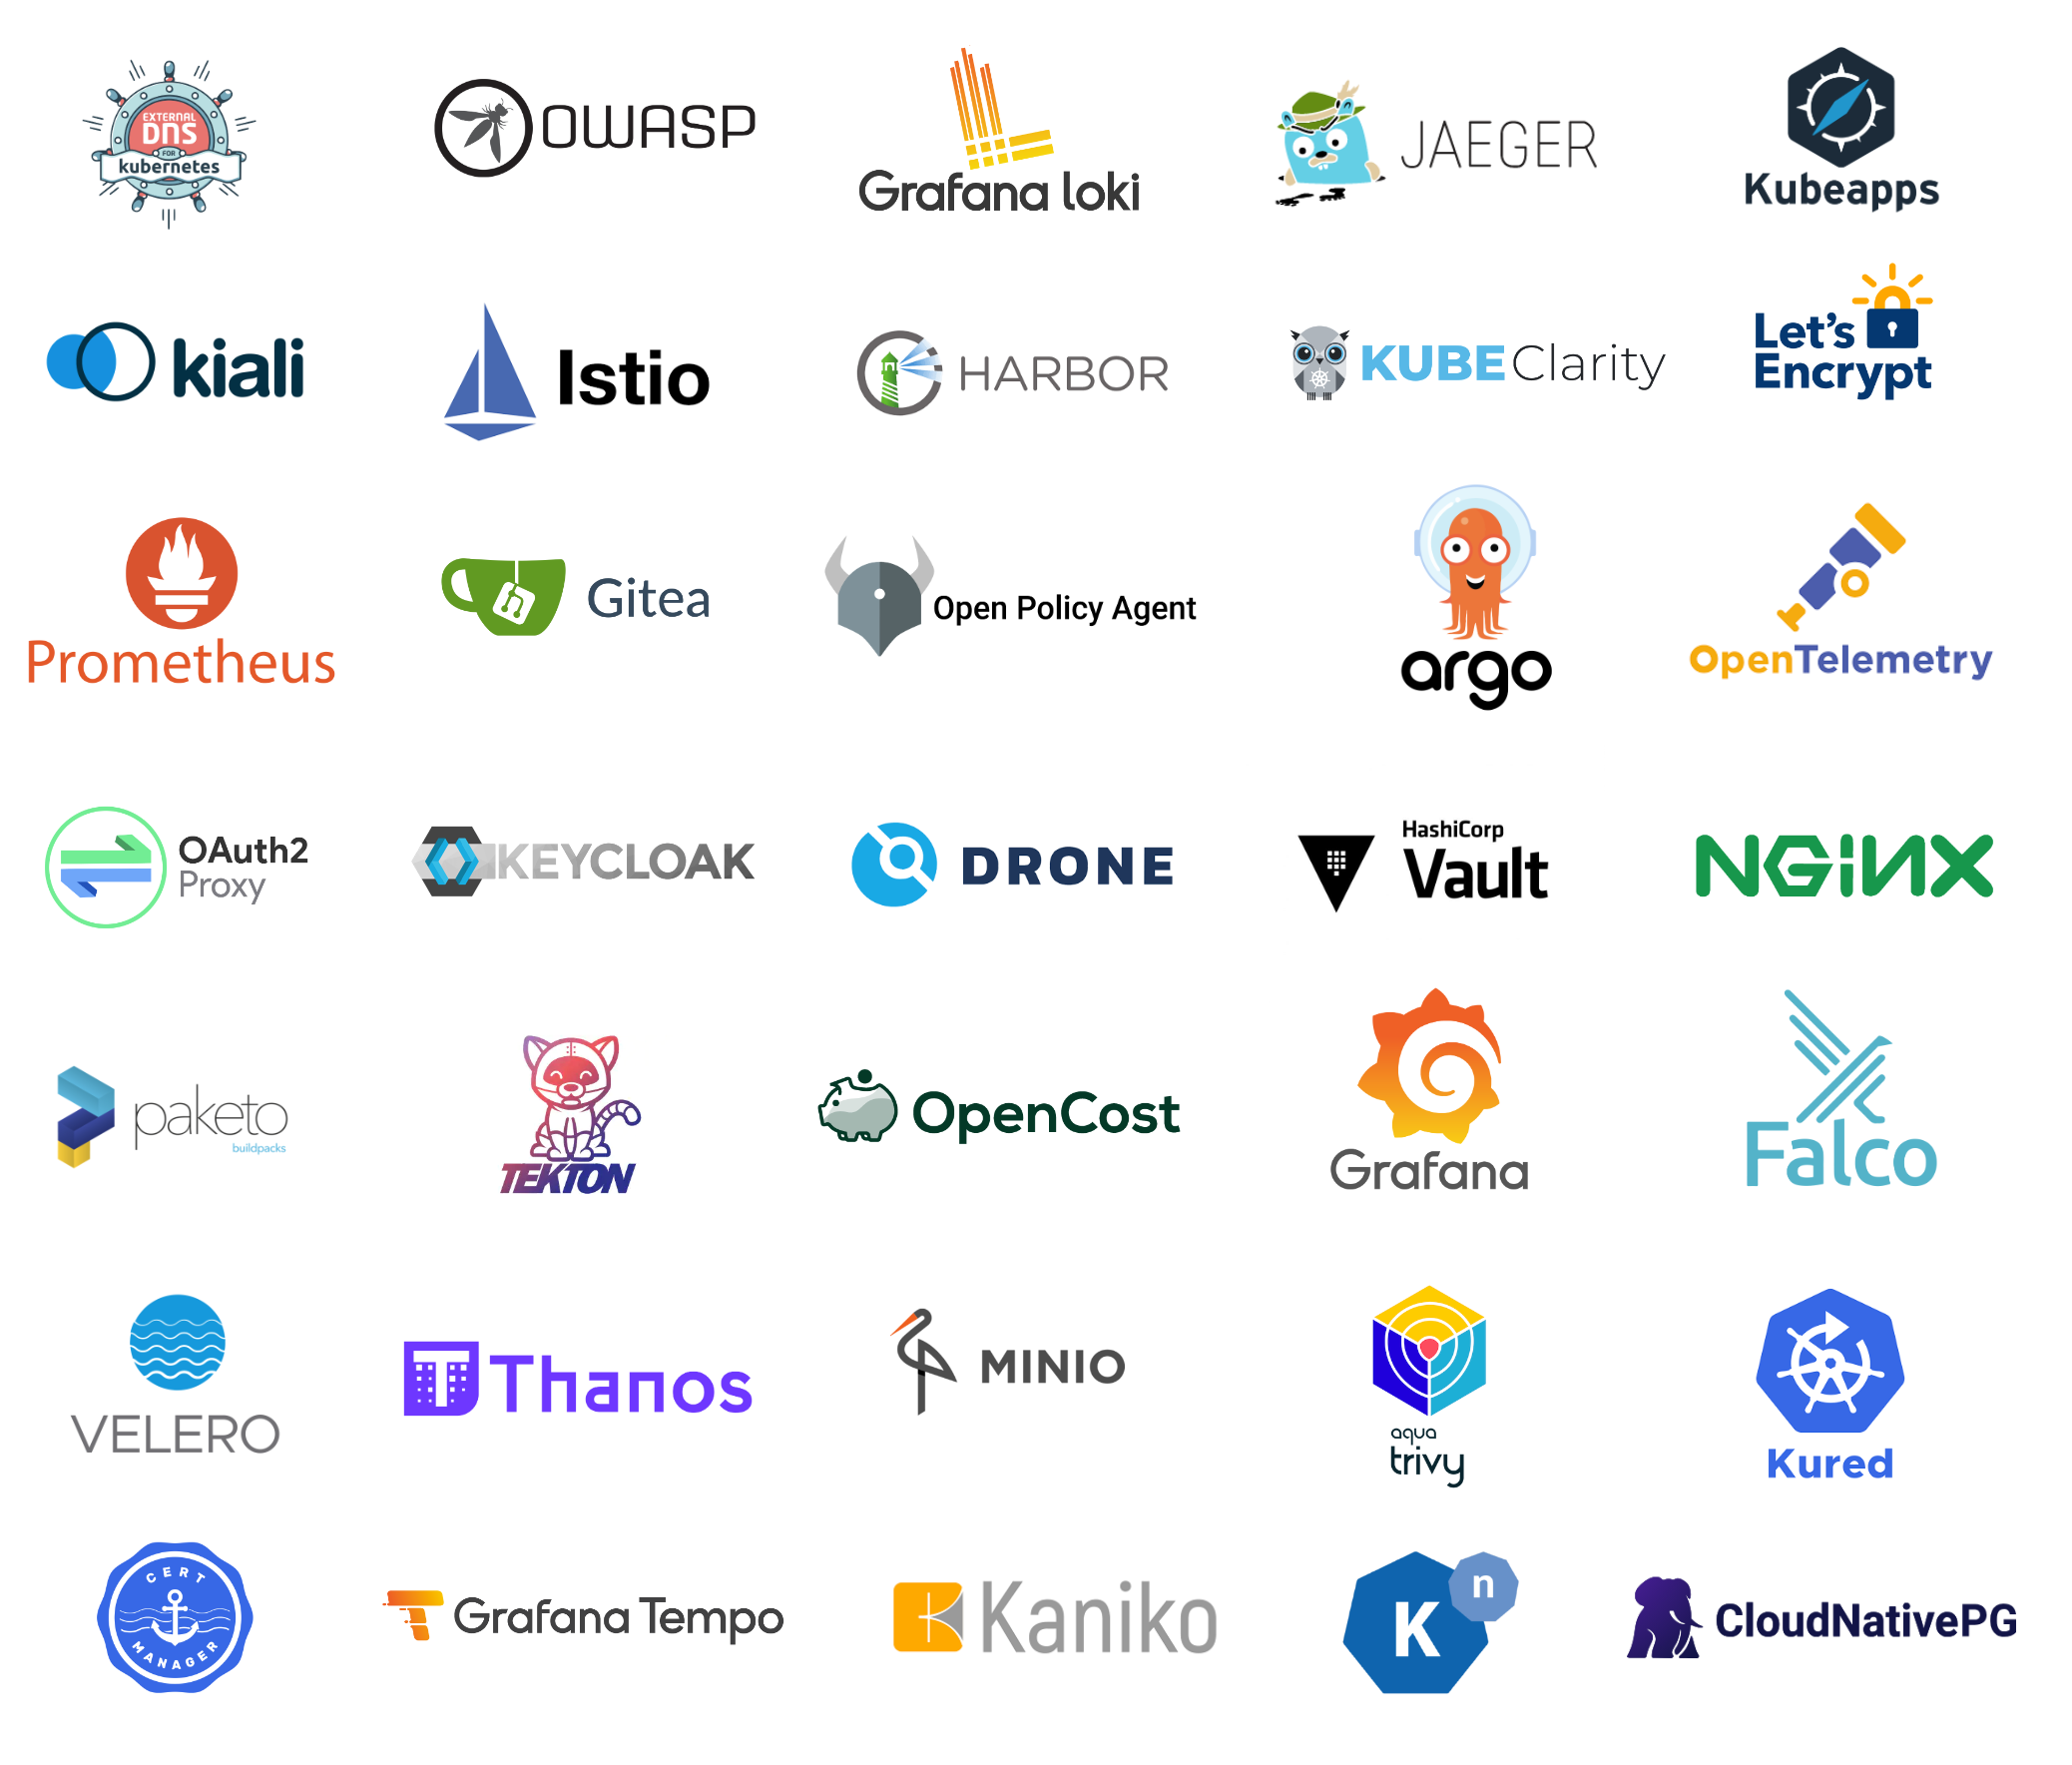 EXTERNAL
DNS
FOR
kubernetes
OWASP
Grafana loki
JAEGER
Kubeapps
kiali
Istio
HARBOR
KUBE Clarity
Let's
Encrypt
Prometheus
Gitea
Open Policy Agent
argo
OpenTelemetry
OAuth2
Proxy
KEYCLOAK
DRONE
HashiCorp
Vault
NGiNX
paketo
buildpacks
TEKTON
OpenCost
Grafana
Falco
VELERO
T Thanos
MINIO
aqua
trivy
Kured
CERT
MANAGER
Grafana Tempo
Kaniko
K n
CloudNativePG